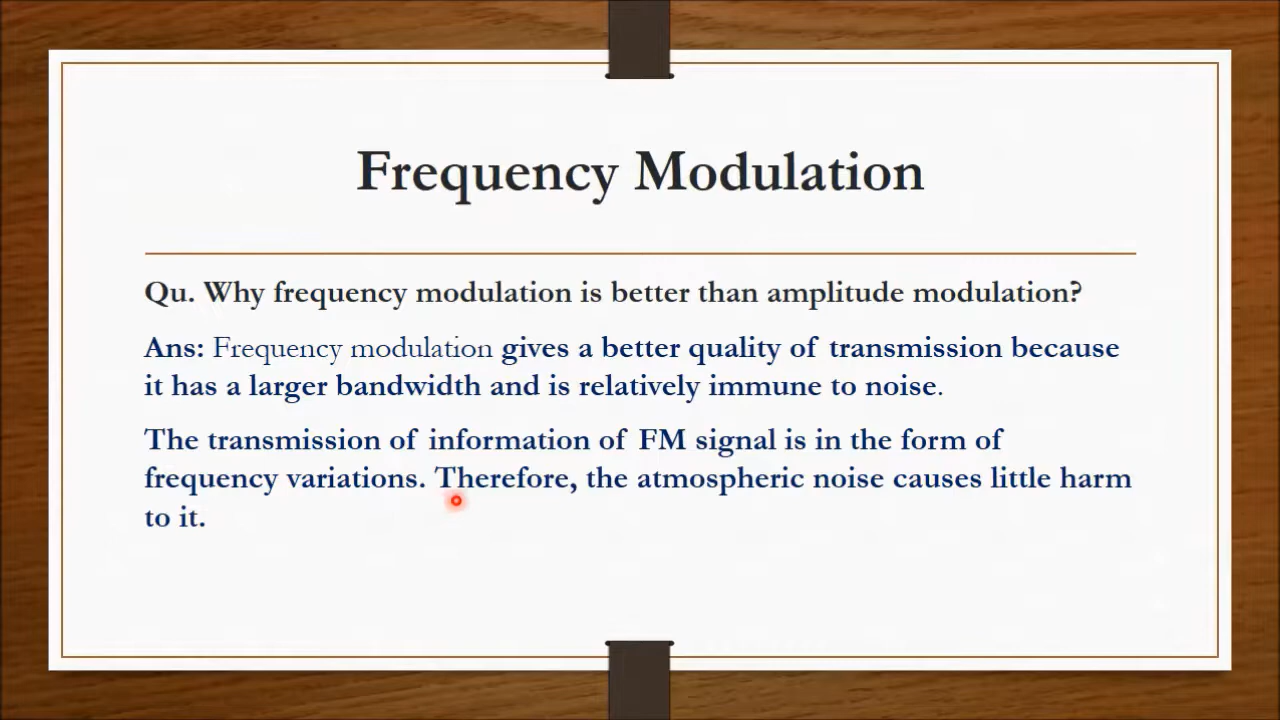 Frequency Modulation
Qu. Why frequency modulation is better than amplitude modulation?
Ans: Frequency modulation gives a better quality of transmission because
it has a larger bandwidth and is relatively immune to noise.
The transmission of information of FM signal is in the form of
frequency variations. Therefore, the atmospheric noise causes little harm
to it.